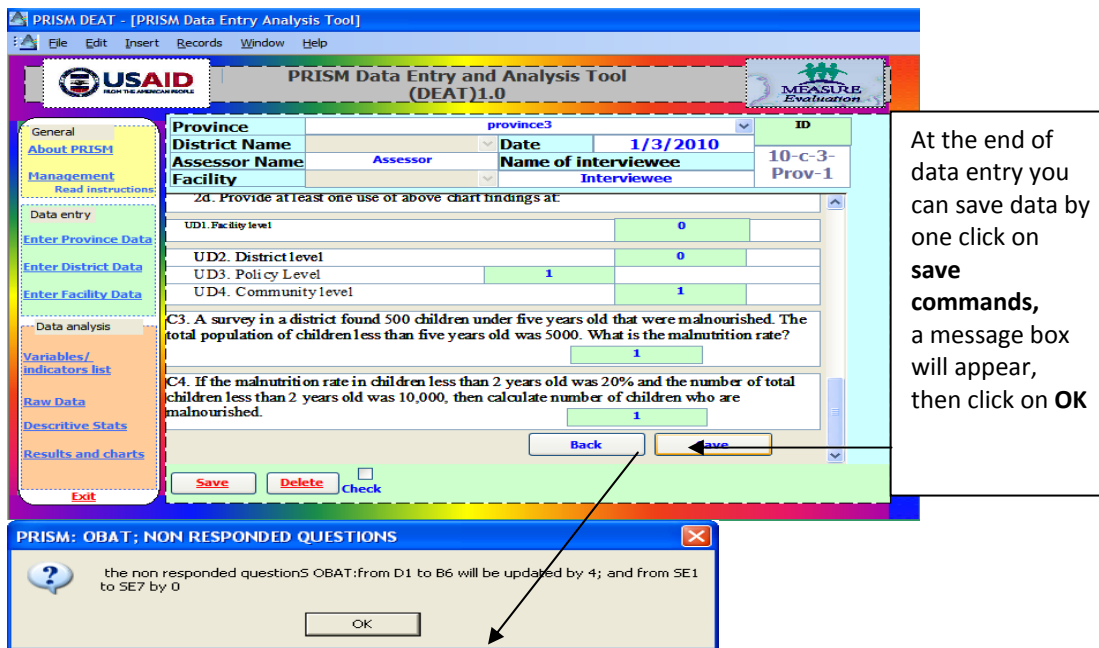 PRISM DEAT - [PRISM Data Entry Analysis Tool]
File Edit Insert Records Window Help
USAID
FROM THE AMERICAN PEOPLE
PRISM Data Entry and Analysis Tool
(DEAT)1.0
MEASURE
Evaluation
General
About PRISM
Management
Read instructions
Data entry
Enter Province Data
Enter District Data
Enter Facility Data
Data analysis
Variables/
indicators list
Raw Data
Descritive Stats
Results and charts
Exit
Province province3 ID
District Name Date 1/3/2010
Assessor Name Assessor Name of interviewee 10-c-3-
Facility Interviewee Prov-1
2d. Provide at least one use of above chart findings at:
UD1. Facility level 0
UD2. District level 0
UD3. Policy Level 1
UD4. Community level 1
C3. A survey in a district found 500 children under five years old that were malnourished. The
total population of children less than five years old was 5000. What is the malnutrition rate?
1
C4. If the malnutrition rate in children less than 2 years old was 20% and the number of total
children less than 2 years old was 10,000, then calculate number of children who are
malnourished. 1
Back Save
Save Delete Check
At the end of
data entry you
can save data by
one click on
save
commands,
a message box
will appear,
then click on OK
PRISM: OBAT; NON RESPONDED QUESTIONS
the non responded questionS OBAT:from D1 to B6 will be updated by 4; and from SE1
to SE7 by 0
OK